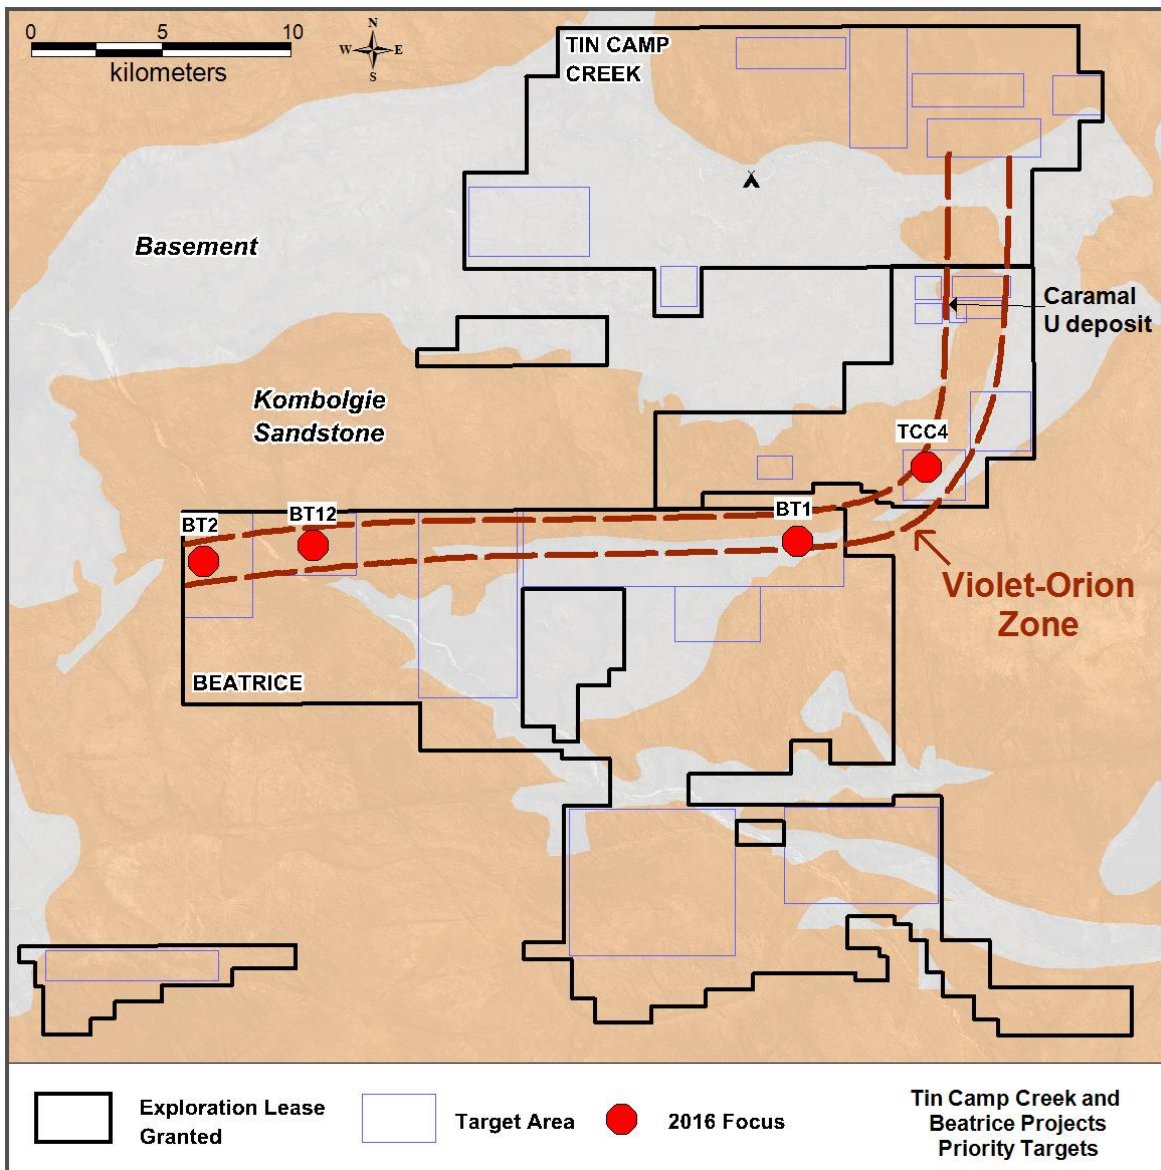 0 5 10
kilometers
N
W E
S
TIN CAMP
CREEK
Basement
Caramal
U deposit
Kombolgie
Sandstone
TCC4
BT2
BT12
BT1
Violet-Orion
Zone
BEATRICE
Exploration Lease
Granted
Target Area
2016 Focus
Tin Camp Creek and
Beatrice Projects
Priority Targets